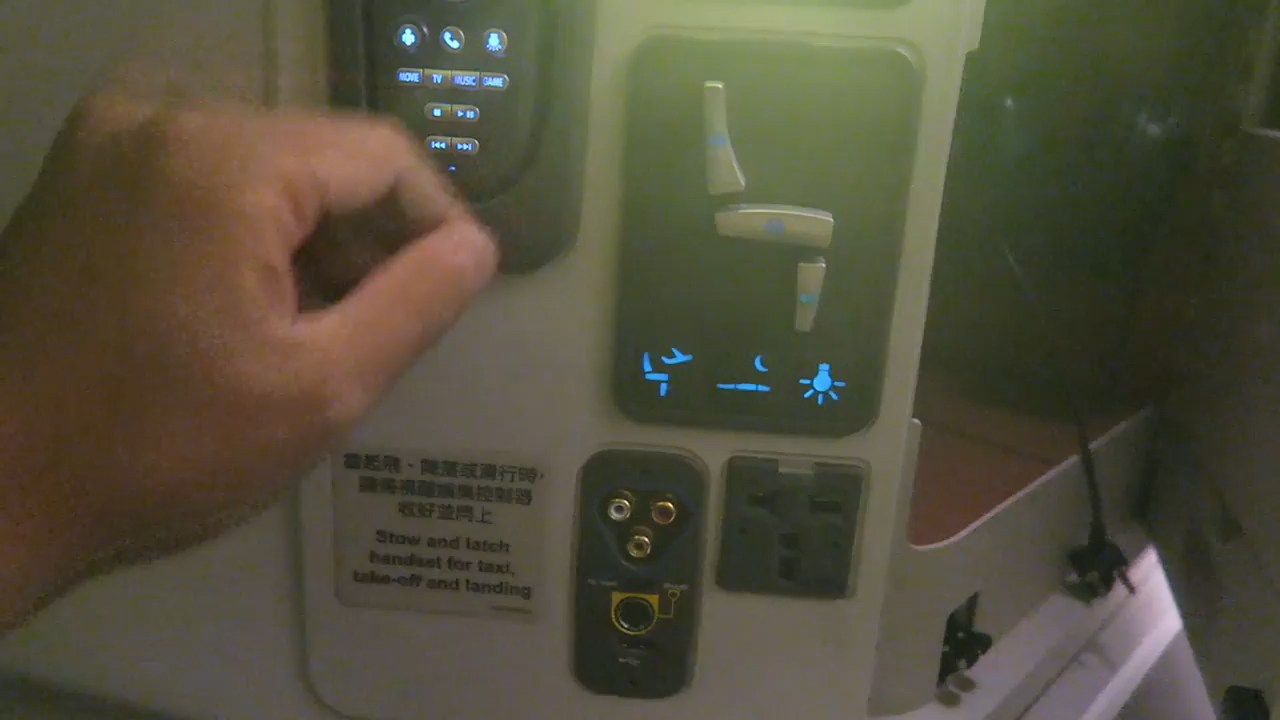 MOVIE TV MUSIC GAME
當起飛、降落或滑行時,
請將視聽娛樂控制器
收好並閂上
Stow and latch
handset for taxi,
take-off and landing